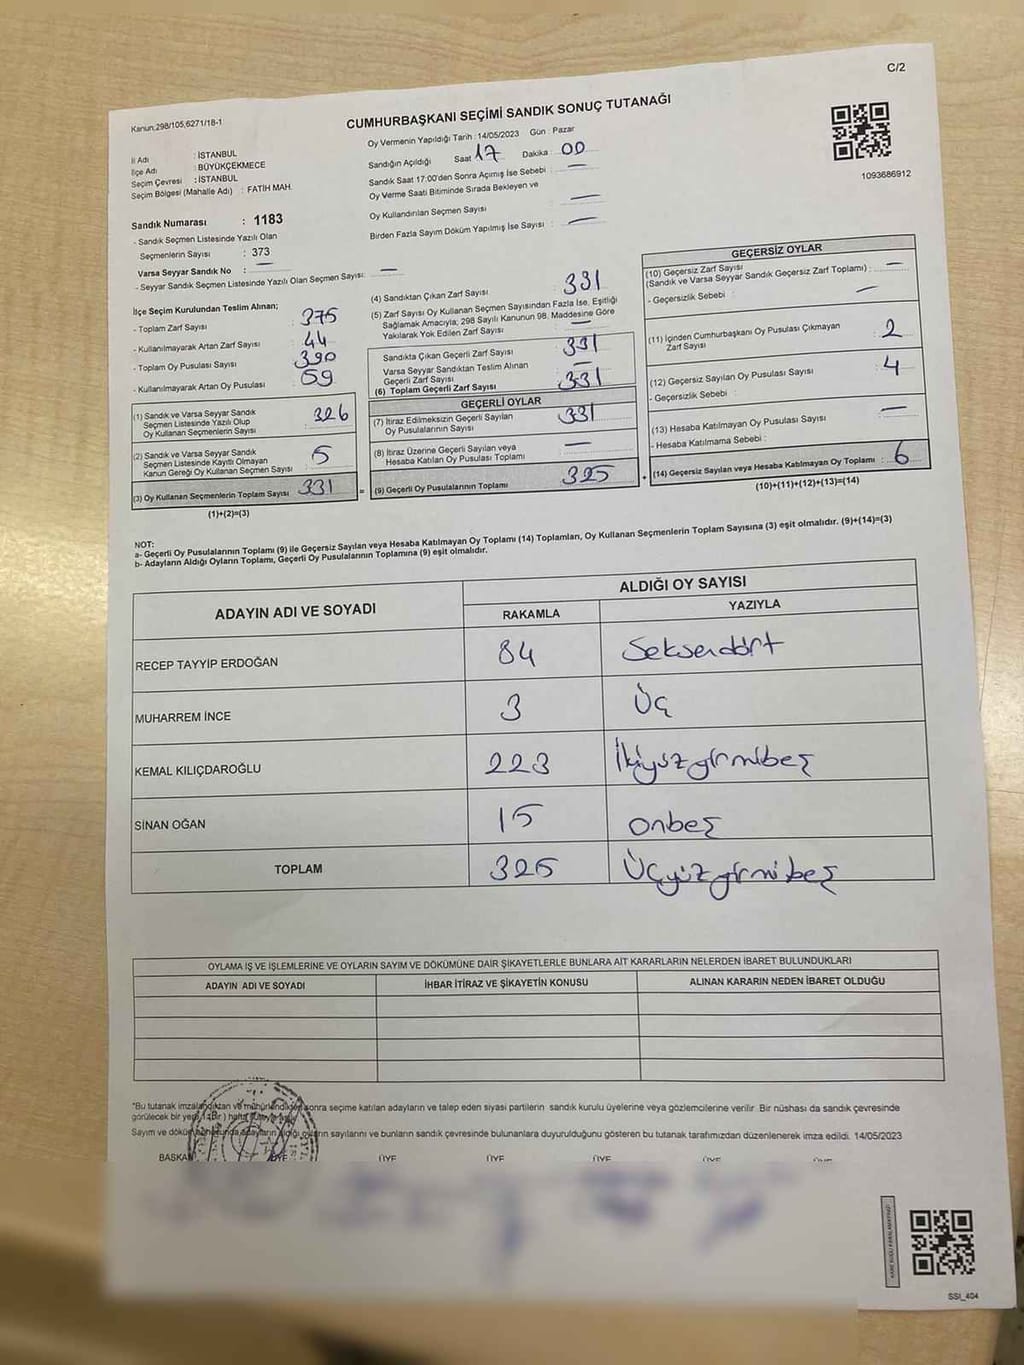 C/2
Kanun;298/105,6271/18-1
CUMHURBAŞKANI SEÇİMİ SANDIK SONUÇ TUTANAĞI
1093686912
İl Adı : İSTANBUL
İlçe Adı : BÜYÜKÇEKMECE
Seçim Çevresi : İSTANBUL
Seçim Bölgesi (Mahalle Adı) : FATİH MAH.
Sandık Numarası : 1183
- Sandık Seçmen Listesinde Yazılı Olan
Seçmenlerin Sayısı : 373
Varsa Seyyar Sandık No : —
- Seyyar Sandık Seçmen Listesinde Yazılı Olan Seçmen Sayısı: —
Oy Vermenin Yapıldığı Tarih : 14/05/2023 Gün : Pazar
Sandığın Açıldığı Saat 17 Dakika : 00
Sandık Saat 17:00'den Sonra Açımış İse Sebebi : —
Oy Verme Saati Bitiminde Sırada Bekleyen ve
Oy Kullandırılan Seçmen Sayısı —
Birden Fazla Sayım Döküm Yapılmış İse Sayısı : —
İlçe Seçim Kurulundan Teslim Alınan;
- Toplam Zarf Sayısı : 375
- Kullanılmayarak Artan Zarf Sayısı : 44
- Toplam Oy Pusulası Sayısı : 390
- Kullanılmayarak Artan Oy Pusulası : 59
(1) Sandık ve Varsa Seyyar Sandık
Seçmen Listesinde Yazılı Olup
Oy Kullanan Seçmenlerin Sayısı : 326
(2) Sandık ve Varsa Seyyar Sandık
Seçmen Listesinde Kayıtlı Olmayan
Kanun Gereği Oy Kullanan Seçmen Sayısı : 5
(3) Oy Kullanan Seçmenlerin Toplam Sayısı : 331
(1)+(2)=(3)
(4) Sandıktan Çıkan Zarf Sayısı : 331
(5) Zarf Sayısı Oy Kullanan Seçmen Sayısından Fazla İse, Eşitliği
Sağlamak Amacıyla; 298 Sayılı Kanunun 98. Maddesine Göre
Yakılarak Yok Edilen Zarf Sayısı : —
Sandıkta Çıkan Geçerli Zarf Sayısı : 331
Varsa Seyyar Sandıktan Teslim Alınan
Geçerli Zarf Sayısı : —
(6) Toplam Geçerli Zarf Sayısı : 331
GEÇERLİ OYLAR
(7) İtiraz Edilmeksizin Geçerli Sayılan
Oy Pusulalarının Sayısı : 331
(8) İtiraz Üzerine Geçerli Sayılan veya
Hesaba Katılan Oy Pusulası Toplamı : —
= (9) Geçerli Oy Pusulalarının Toplamı : 325 +
GEÇERSİZ OYLAR
(10) Geçersiz Zarf Sayısı
(Sandık ve Varsa Seyyar Sandık Geçersiz Zarf Toplamı) : —
- Geçersizlik Sebebi : —
(11) İçinden Cumhurbaşkanı Oy Pusulası Çıkmayan
Zarf Sayısı : 2
(12) Geçersiz Sayılan Oy Pusulası Sayısı : 4
- Geçersizlik Sebebi :
(13) Hesaba Katılmayan Oy Pusulası Sayısı : —
- Hesaba Katılmama Sebebi :
(14) Geçersiz Sayılan veya Hesaba Katılmayan Oy Toplamı : 6
(10)+(11)+(12)+(13)=(14)
NOT:
a- Geçerli Oy Pusulalarının Toplamı (9) ile Geçersiz Sayılan veya Hesaba Katılmayan Oy Toplamı (14) Toplamları, Oy Kullanan Seçmenlerin Toplam Sayısına (3) eşit olmalıdır. (9)+(14)=(3)
b- Adayların Aldığı Oyların Toplamı, Geçerli Oy Pusulalarının Toplamına (9) eşit olmalıdır.
ADAYIN ADI VE SOYADI ALDIĞI OY SAYISI
RAKAMLA YAZIYLA
RECEP TAYYİP ERDOĞAN 84 Seksendört
MUHARREM İNCE 3 Üç
KEMAL KILIÇDAROĞLU 223 İkiyüzyirmibeş
SİNAN OĞAN 15 onbeş
TOPLAM 325 Üçyüzyirmibeş
OYLAMA İŞ VE İŞLEMLERİNE VE OYLARIN SAYIM VE DÖKÜMÜNE DAİR ŞİKAYETLERLE BUNLARA AİT KARARLARIN NELERDEN İBARET BULUNDUKLARI
ADAYIN ADI VE SOYADI İHBAR İTİRAZ VE ŞİKAYETİN KONUSU ALINAN KARARIN NEDEN İBARET OLDUĞU
"Bu tutanak imzalandıktan ve mühürlendikten sonra seçime katılan adayların ve talep eden siyasi partilerin sandık kurulu üyelerine veya gözlemcilerine verilir. Bir nüshası da sandık çevresinde
görülecek bir yere (Bir) hafta
Sayım ve döküm adayların aldığı oyların sayılarını ve bunların sandık çevresinde bulunanlara duyurulduğunu gösteren bu tutanak tarafımızdan düzenlenerek imza edildi. 14/05/2023
BAŞKAN ÜYE ÜYE ÜYE ÜYE ÜYE
SSI_404